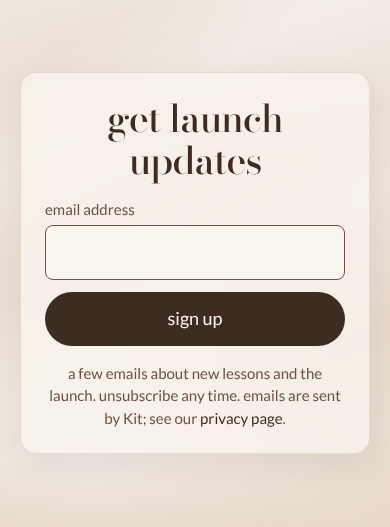 get launch
updates
email address
sign up
a few emails about new lessons and the
launch. unsubscribe any time. emails are sent
by Kit; see our privacy page.